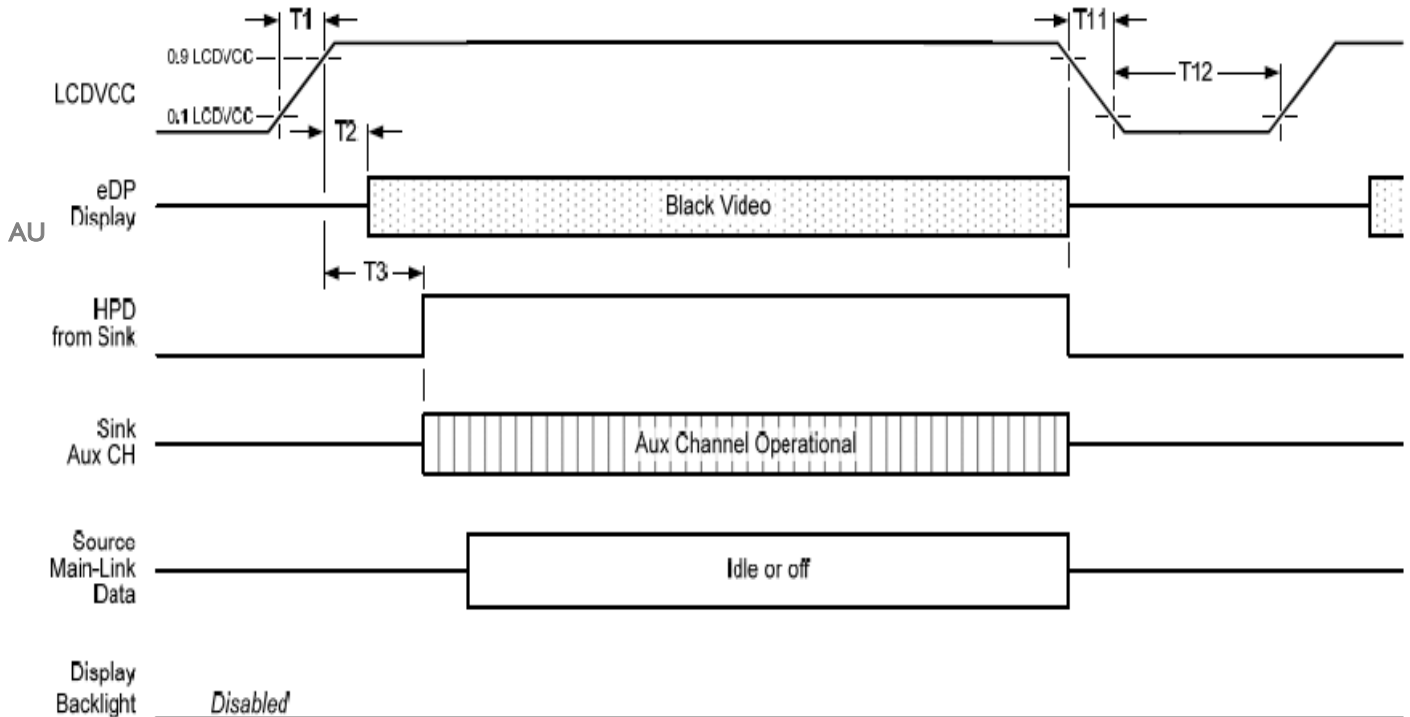 T1
T11
0.9 LCDVCC
LCDVCC
T12
0.1 LCDVCC
T2
eDP
Display
Black Video
AU
T3
HPD
from Sink
Sink
Aux CH
Aux Channel Operational
Source
Main-Link
Data
Idle or off
Display
Backlight
Disabled